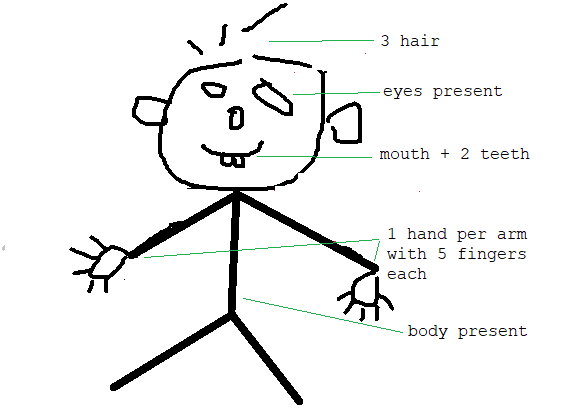 3 hair
eyes present
mouth + 2 teeth
1 hand per arm
with 5 fingers
each
body present